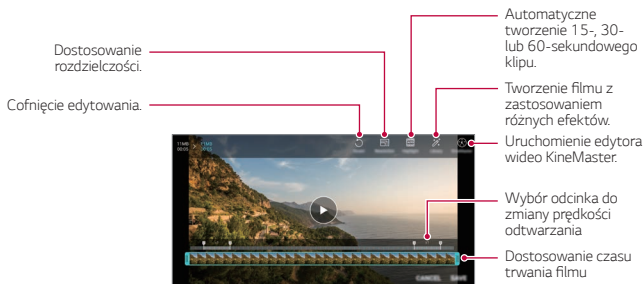 Automatyczne
tworzenie 15-, 30-
lub 60-sekundowego
klipu.
Dostosowanie
rozdzielczości.
Tworzenie filmu z
zastosowaniem
różnych efektów.
Cofnięcie edytowania.
Uruchomienie edytora
wideo KineMaster.
Wybór odcinka do
zmiany prędkości
odtwarzania
Dostosowanie czasu
trwania filmu
CANCEL SAVE